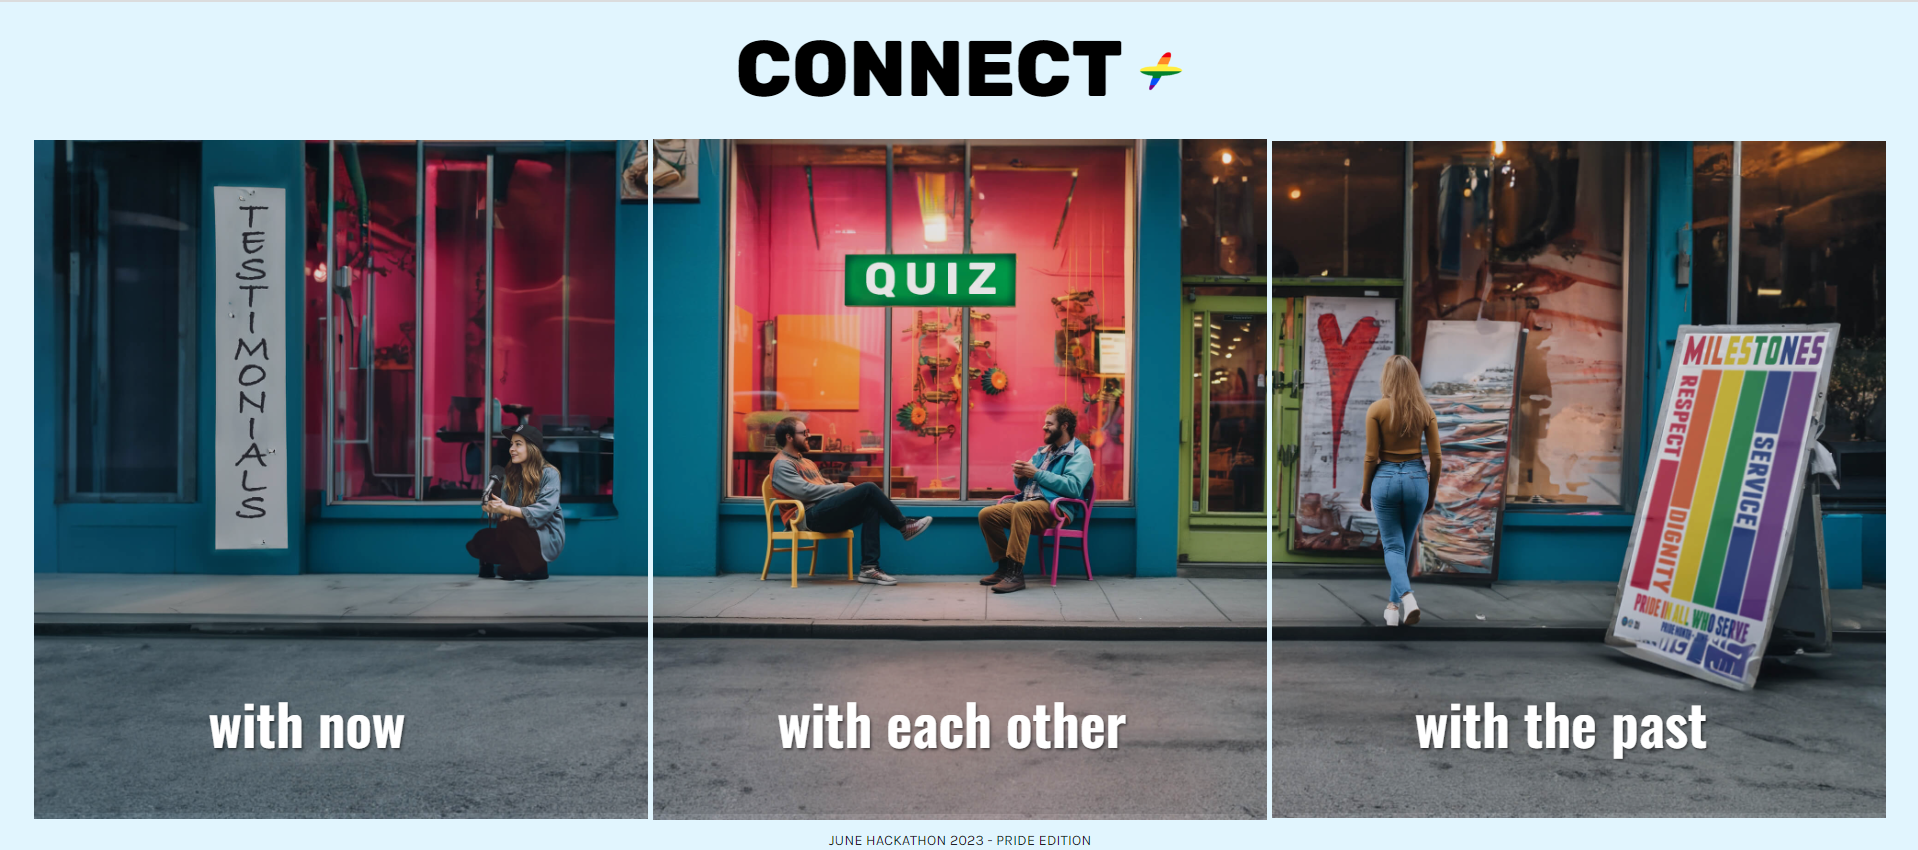 CONNECT +
TESTIMONIALS
with now
QUIZ
with each other
MILESTONES
RESPECT
SERVICE
DIGNITY
PRIDE IN ALL WHO SERVE
with the past
JUNE HACKATHON 2023 - PRIDE EDITION